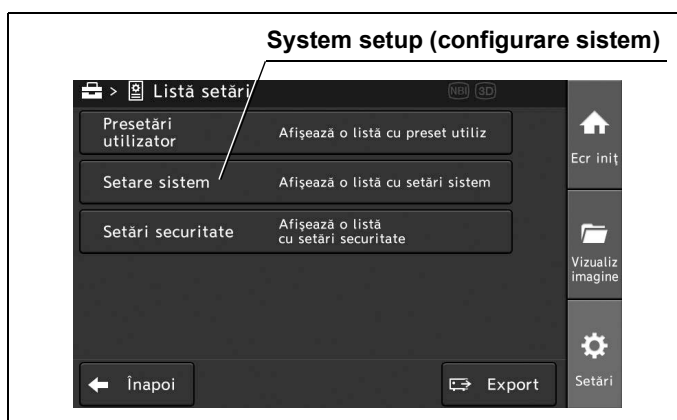 System setup (configurare sistem)
> Listă setări
NBI 3D
Presetări
utilizator
Afișează o listă cu preset utiliz
Setare sistem
Afișează o listă cu setări sistem
Setări securitate
Afișează o listă
cu setări securitate
Înapoi
Export
Ecr iniț
Vizualiz
imagine
Setări